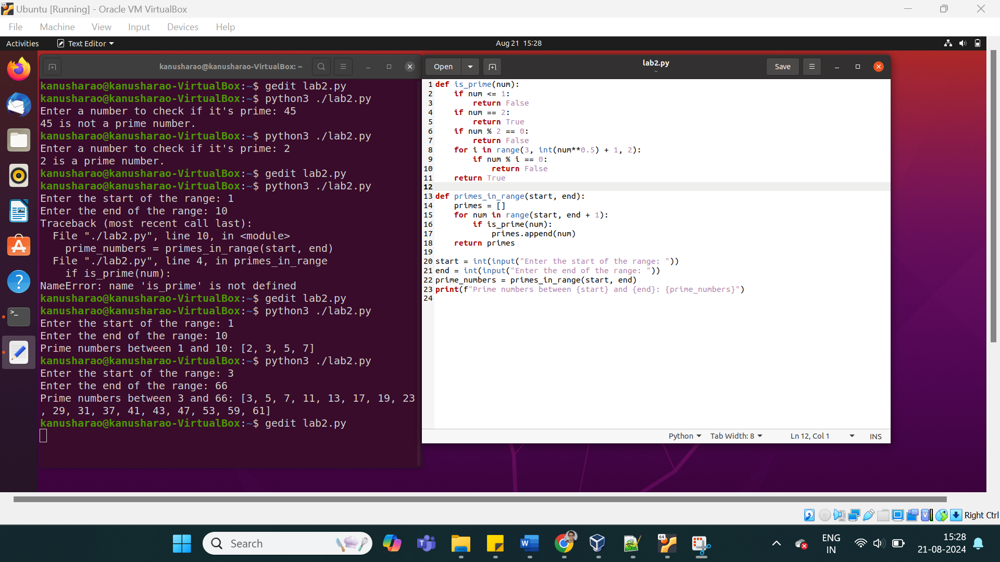 Ubuntu [Running] - Oracle VM VirtualBox
File Machine View Input Devices Help
Activities Text Editor Aug 21 15:28
kanusharao@kanusharao-VirtualBox: ~
kanusharao@kanusharao-VirtualBox:~$ gedit lab2.py
kanusharao@kanusharao-VirtualBox:~$ python3 ./lab2.py
Enter a number to check if it's prime: 45
45 is not a prime number.
kanusharao@kanusharao-VirtualBox:~$ python3 ./lab2.py
Enter a number to check if it's prime: 2
2 is a prime number.
kanusharao@kanusharao-VirtualBox:~$ gedit lab2.py
kanusharao@kanusharao-VirtualBox:~$ python3 ./lab2.py
Enter the start of the range: 1
Enter the end of the range: 10
Traceback (most recent call last):
  File "./lab2.py", line 10, in <module>
    prime_numbers = primes_in_range(start, end)
  File "./lab2.py", line 4, in primes_in_range
    if is_prime(num):
NameError: name 'is_prime' is not defined
kanusharao@kanusharao-VirtualBox:~$ gedit lab2.py
kanusharao@kanusharao-VirtualBox:~$ python3 ./lab2.py
Enter the start of the range: 1
Enter the end of the range: 10
Prime numbers between 1 and 10: [2, 3, 5, 7]
kanusharao@kanusharao-VirtualBox:~$ python3 ./lab2.py
Enter the start of the range: 3
Enter the end of the range: 66
Prime numbers between 3 and 66: [3, 5, 7, 11, 13, 17, 19, 23
, 29, 31, 37, 41, 43, 47, 53, 59, 61]
kanusharao@kanusharao-VirtualBox:~$ gedit lab2.py
Open lab2.py Save
~
1 def is_prime(num):
2     if num <= 1:
3         return False
4     if num == 2:
5         return True
6     if num % 2 == 0:
7         return False
8     for i in range(3, int(num**0.5) + 1, 2):
9         if num % i == 0:
10             return False
11     return True
12
13 def primes_in_range(start, end):
14     primes = []
15     for num in range(start, end + 1):
16         if is_prime(num):
17             primes.append(num)
18     return primes
19
20 start = int(input("Enter the start of the range: "))
21 end = int(input("Enter the end of the range: "))
22 prime_numbers = primes_in_range(start, end)
23 print(f"Prime numbers between {start} and {end}: {prime_numbers}")
24
Python Tab Width: 8 Ln 12, Col 1 INS
Right Ctrl
Search
ENG
IN
15:28
21-08-2024